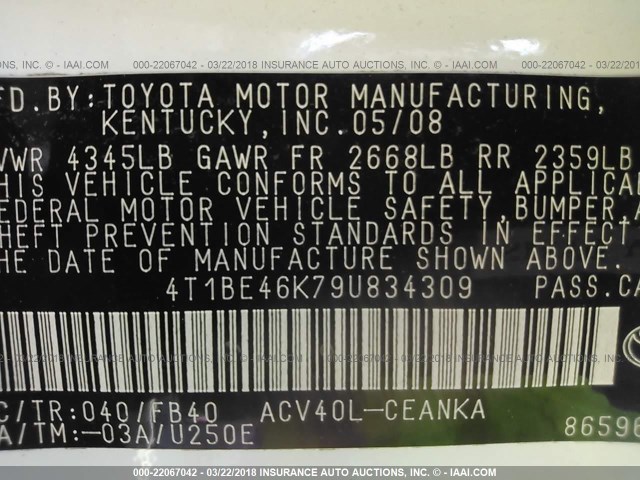 000-22067042 - 03/22/2018 - INSURANCE AUTO AUCTIONS, INC. - IAAI.COM
FD.BY:TOYOTA MOTOR MANUFACTURING,
KENTUCKY,INC.05/08
VWR 4345LB GAWR FR 2668LB RR 2359LB
HIS VEHICLE CONFORMS TO ALL APPLICA
EDERAL MOTOR VEHICLE SAFETY,BUMPER,
HEFT PREVENTION STANDARDS IN EFFECT
HE DATE OF MANUFACTURE SHOWN ABOVE.
4T1BE46K79U834309 PASS.CA
C/TR:040/FB40 ACV40L-CEANKA
A/TM:-03A/U250E 86596
000-22067042 - 03/22/2018 - INSURANCE AUTO AUCTIONS, INC. - IAAI.COM